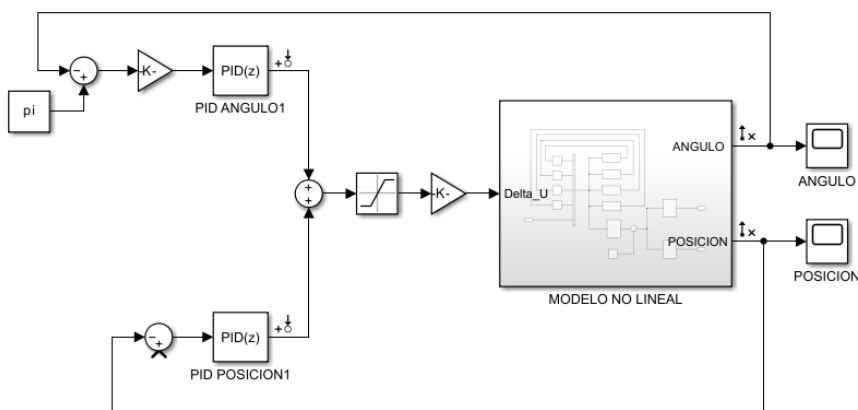 PID(z)
-K-
PID ANGULO1
pi
ANGULO
ANGULO
Delta_U
-K-
POSICION
POSICION
MODELO NO LINEAL
PID(z)
PID POSICION1